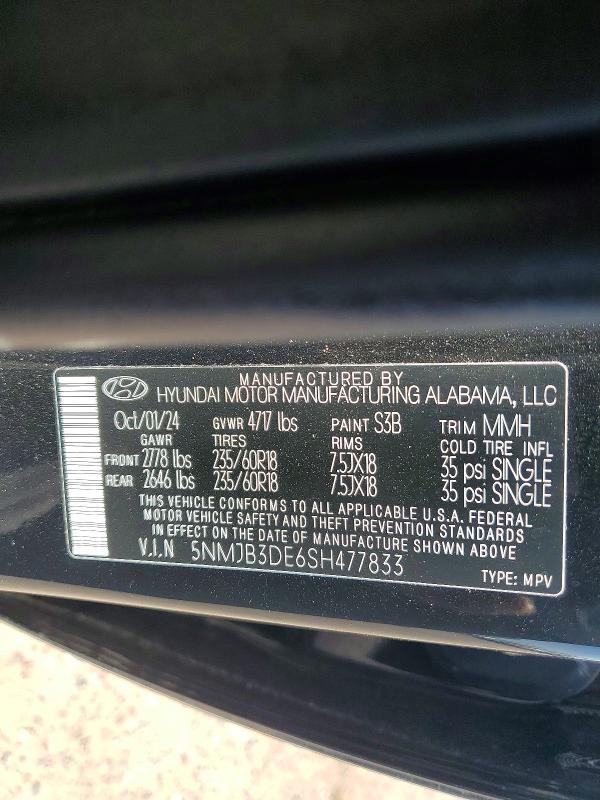 MANUFACTURED BY
HYUNDAI MOTOR MANUFACTURING ALABAMA, LLC
Oct/01/24 GVWR 4717 lbs PAINT S3B TRIM MMH
GAWR TIRES RIMS COLD TIRE INFL
FRONT 2778 lbs 235/60R18 7.5JX18 35 psi SINGLE
REAR 2646 lbs 235/60R18 7.5JX18 35 psi SINGLE
THIS VEHICLE CONFORMS TO ALL APPLICABLE U.S.A. FEDERAL
MOTOR VEHICLE SAFETY AND THEFT PREVENTION STANDARDS
IN EFFECT ON THE DATE OF MANUFACTURE SHOWN ABOVE
V.I.N 5NMJB3DE6SH477833
TYPE: MPV